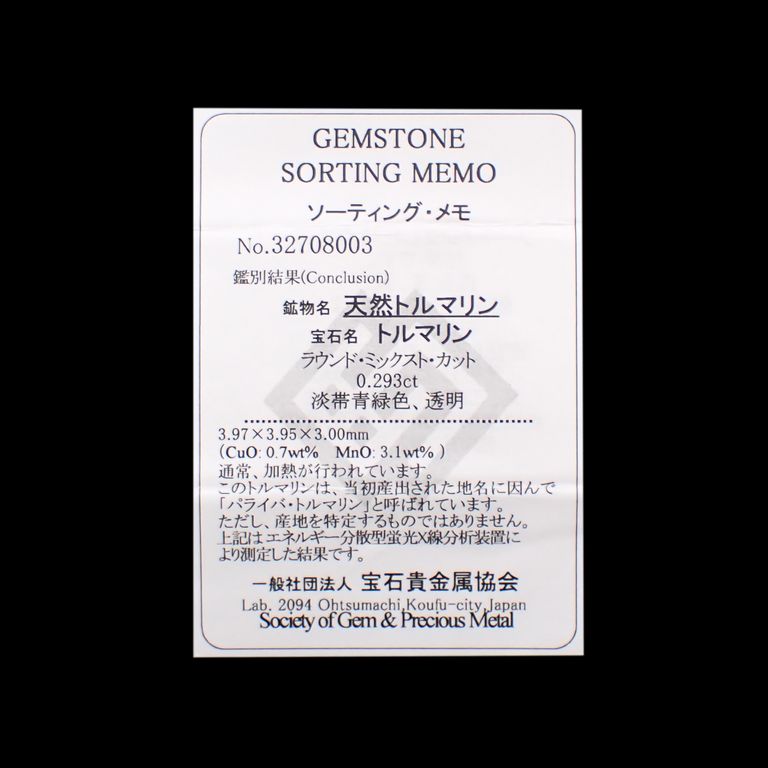 GEMSTONE
SORTING MEMO
ソーティング・メモ
No.32708003
鑑別結果(Conclusion)
鉱物名 天然トルマリン
宝石名 トルマリン
ラウンド・ミックスト・カット
0.293ct
淡帯青緑色、透明
3.97×3.95×3.00mm
(CuO: 0.7wt% MnO: 3.1wt% )
通常、加熱が行われています。
このトルマリンは、当初産出された地名に因んで
「パライバ・トルマリン」と呼ばれています。
ただし、産地を特定するものではありません。
上記はエネルギー分散型蛍光X線分析装置に
より測定した結果です。
一般社団法人 宝石貴金属協会
Lab. 2094 Ohtsumachi,Koufu-city,Japan
Society of Gem & Precious Metal